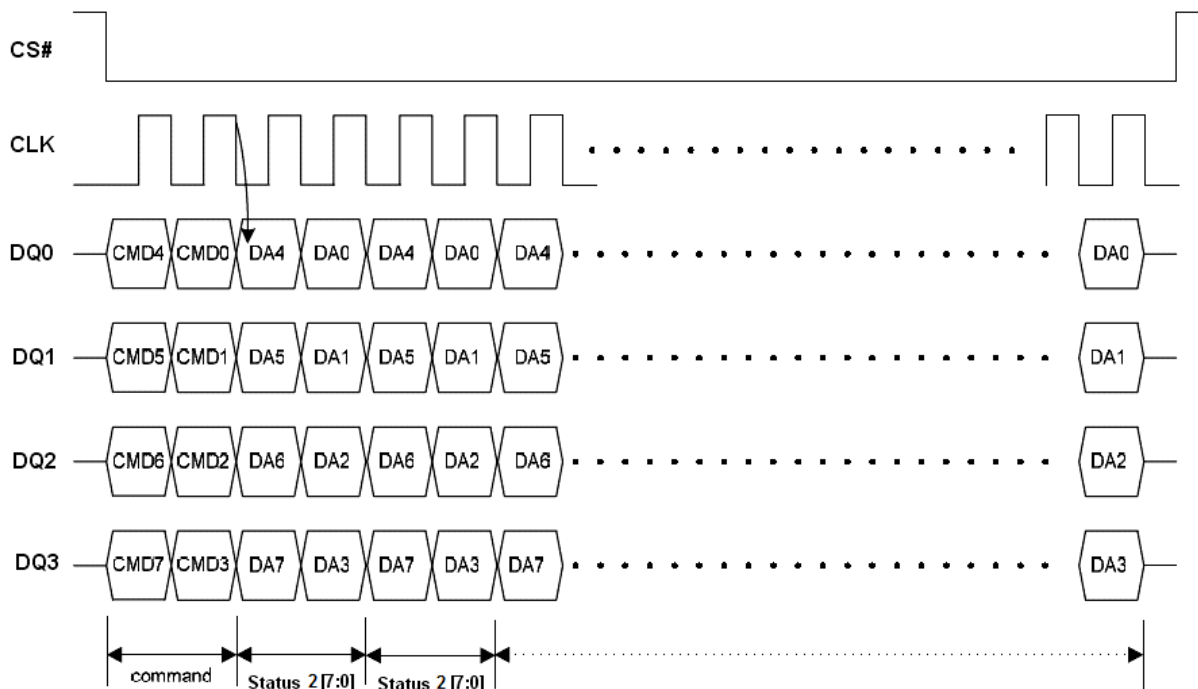 CS#
CLK
DQ0 CMD4 CMD0 DA4 DA0 DA4 DA0 DA4 DA0
DQ1 CMD5 CMD1 DA5 DA1 DA5 DA1 DA5 DA1
DQ2 CMD6 CMD2 DA6 DA2 DA6 DA2 DA6 DA2
DQ3 CMD7 CMD3 DA7 DA3 DA7 DA3 DA7 DA3
command Status 2 [7:0] Status 2 [7:0]